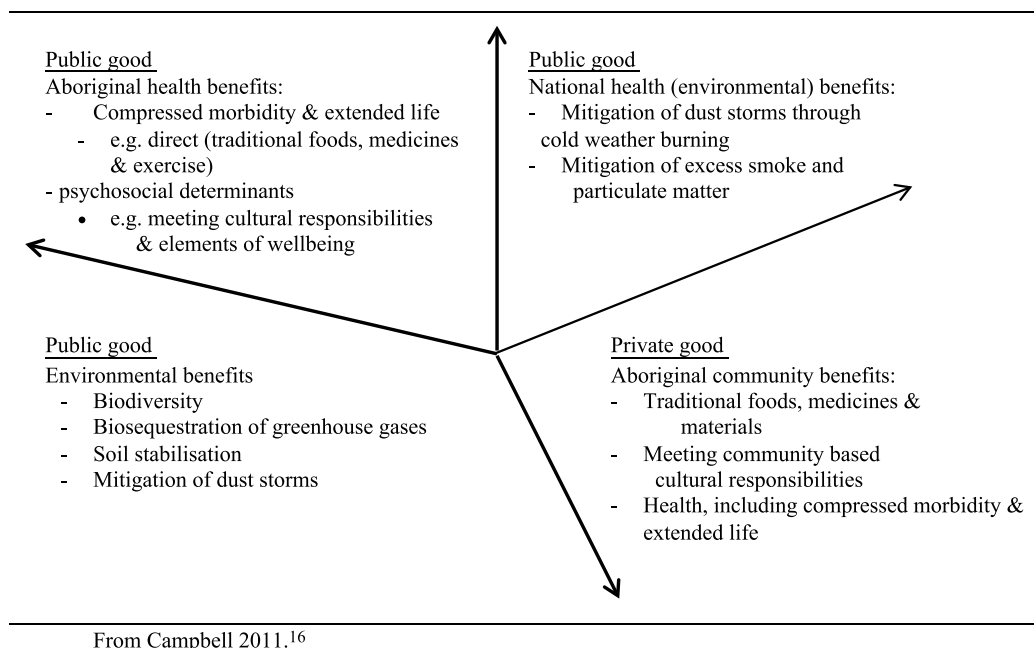 Public good
Aboriginal health benefits:
- Compressed morbidity & extended life
- e.g. direct (traditional foods, medicines
& exercise)
- psychosocial determinants
• e.g. meeting cultural responsibilities
& elements of wellbeing
Public good
National health (environmental) benefits:
- Mitigation of dust storms through
cold weather burning
- Mitigation of excess smoke and
particulate matter
Public good
Environmental benefits
- Biodiversity
- Biosequestration of greenhouse gases
- Soil stabilisation
- Mitigation of dust storms
Private good
Aboriginal community benefits:
- Traditional foods, medicines &
materials
- Meeting community based
cultural responsibilities
- Health, including compressed morbidity &
extended life
From Campbell 2011.16